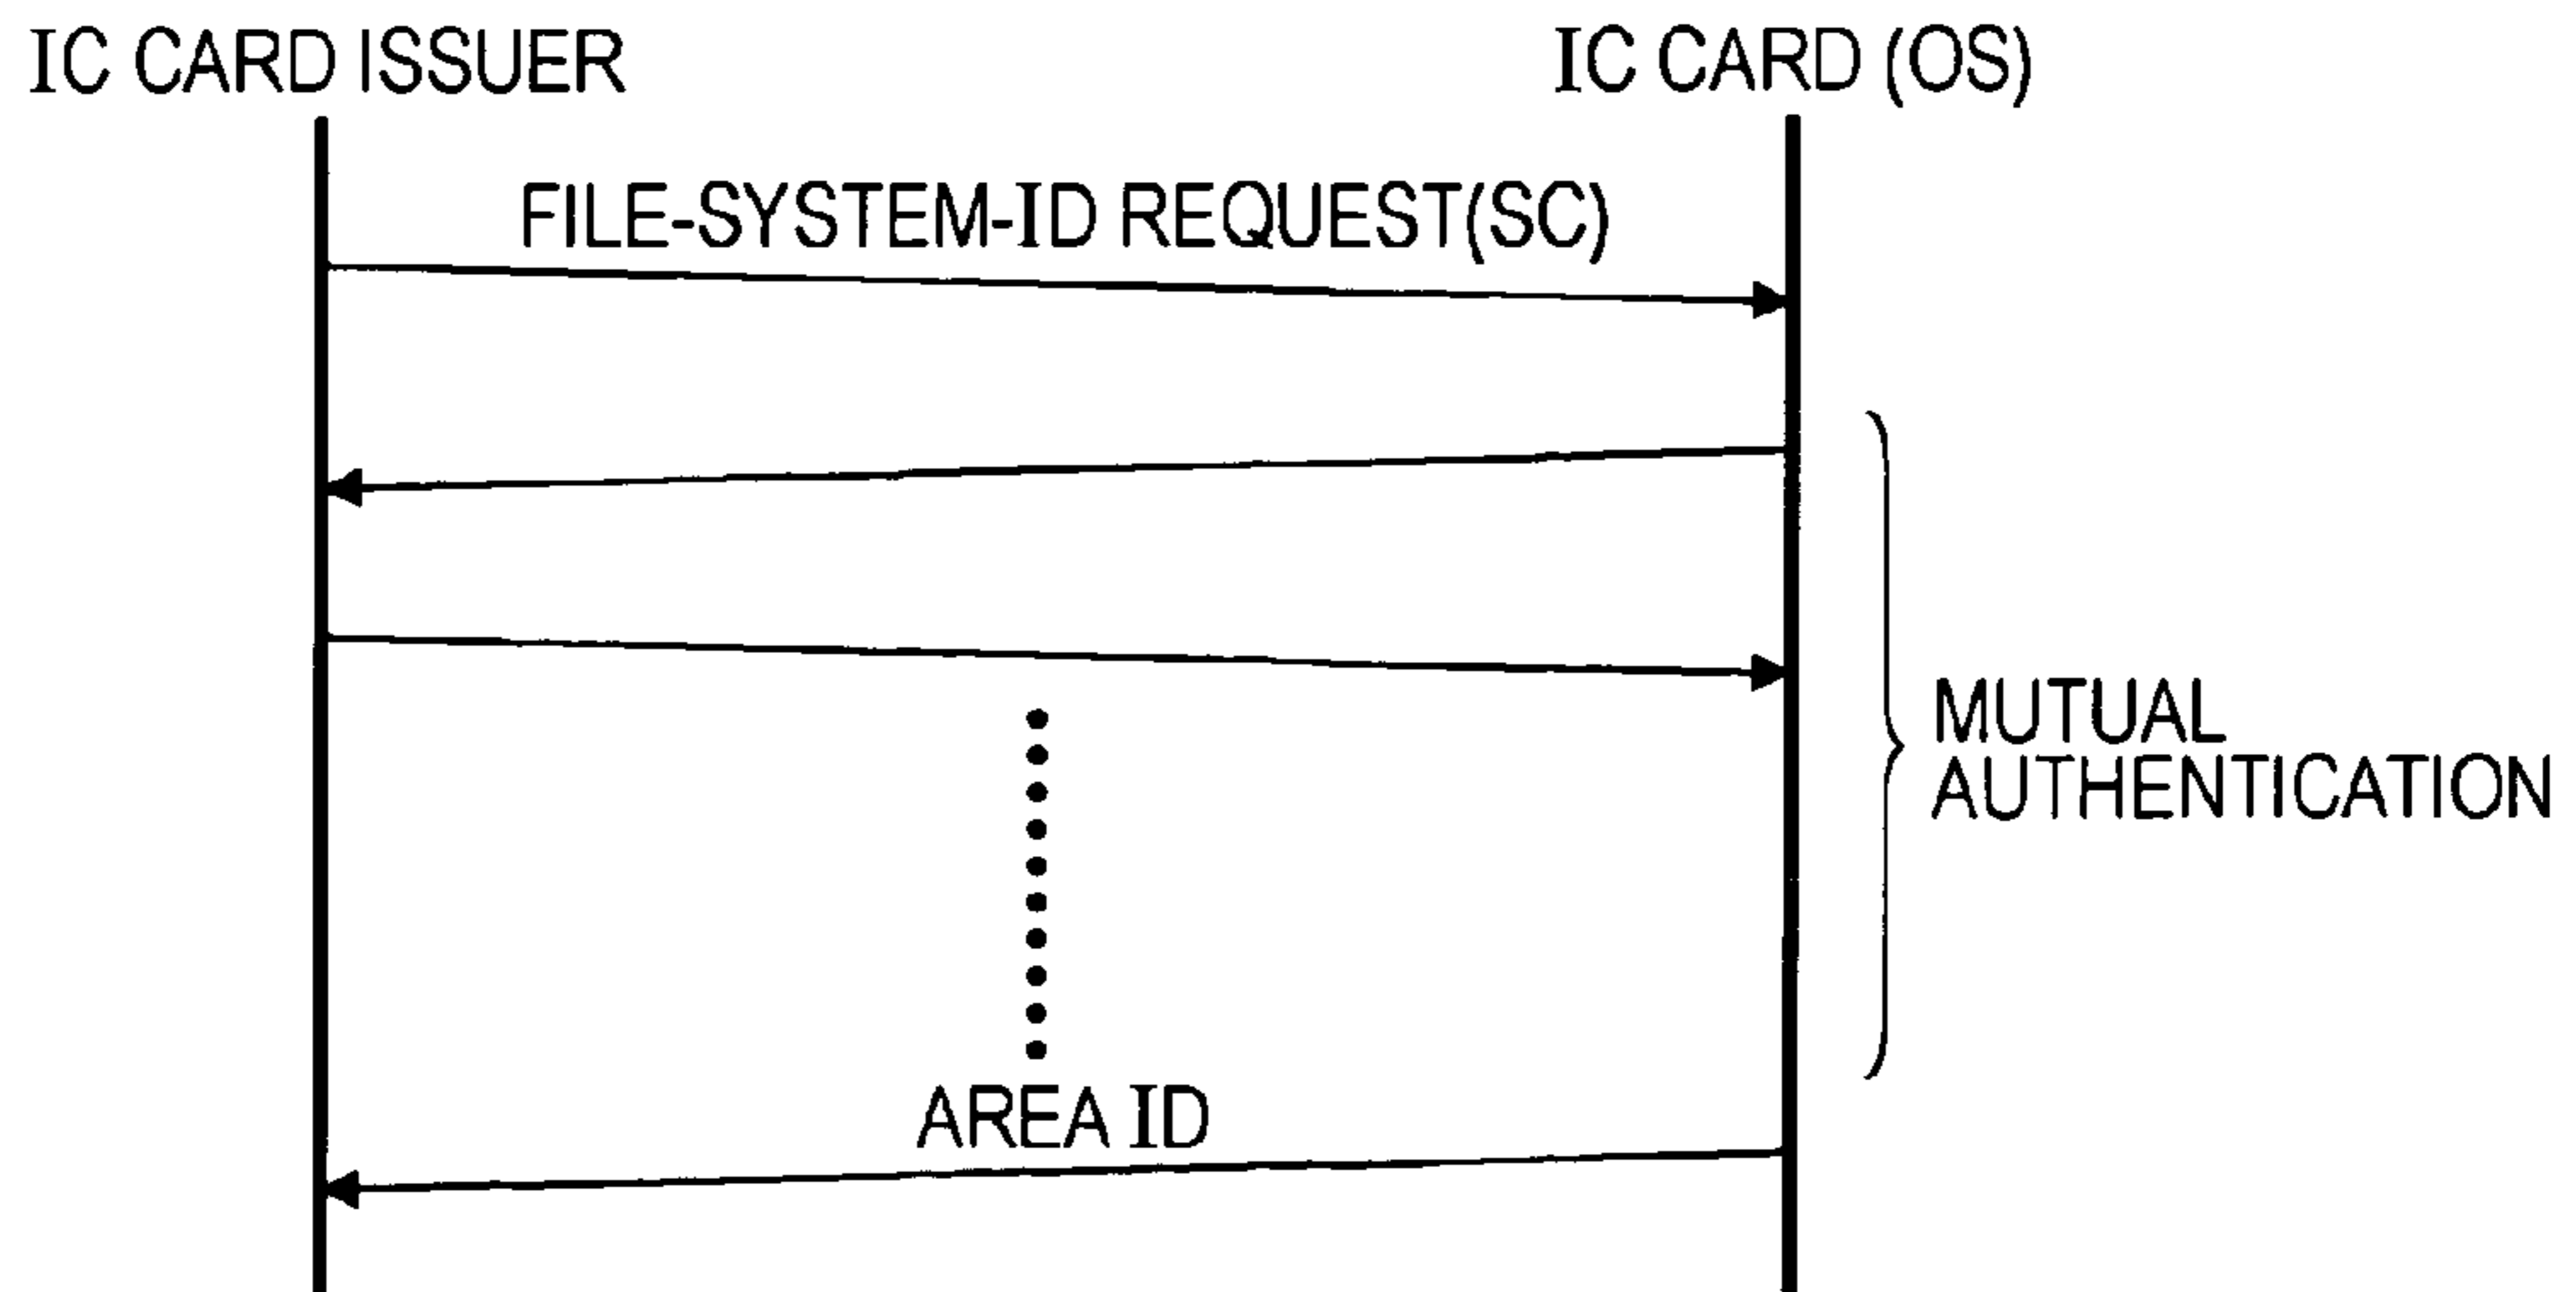 IC CARD ISSUER
IC CARD (OS)
FILE-SYSTEM-ID REQUEST(SC)
MUTUAL
AUTHENTICATION
AREA ID